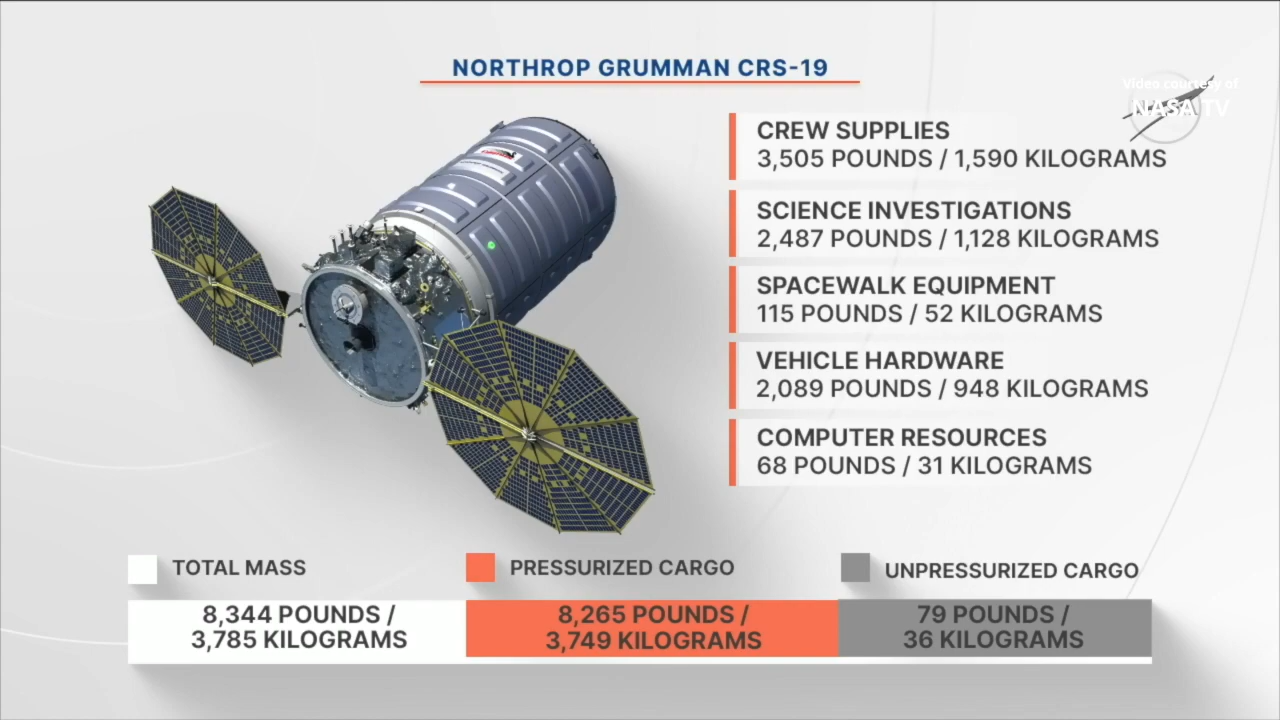 NORTHROP GRUMMAN CRS-19
Video courtesy of
NASA TV
CREW SUPPLIES
3,505 POUNDS / 1,590 KILOGRAMS
SCIENCE INVESTIGATIONS
2,487 POUNDS / 1,128 KILOGRAMS
SPACEWALK EQUIPMENT
115 POUNDS / 52 KILOGRAMS
VEHICLE HARDWARE
2,089 POUNDS / 948 KILOGRAMS
COMPUTER RESOURCES
68 POUNDS / 31 KILOGRAMS
TOTAL MASS
8,344 POUNDS /
3,785 KILOGRAMS
PRESSURIZED CARGO
8,265 POUNDS /
3,749 KILOGRAMS
UNPRESSURIZED CARGO
79 POUNDS /
36 KILOGRAMS